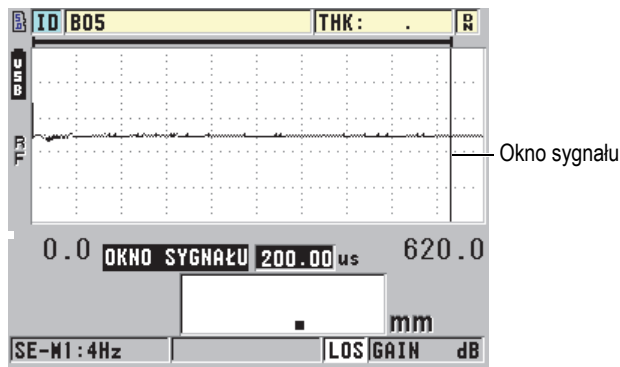 ID B05 THK: . DN
USB
RF
Okno sygnału
0.0 OKNO SYGNAŁU 200.00 us 620.0
. mm
SE-M1:4Hz LOS GAIN dB